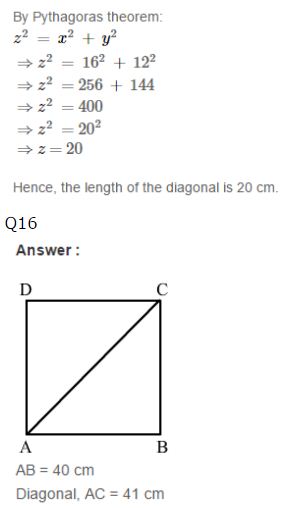 By Pythagoras theorem:
z² = x² + y²
⇒ z² = 16² + 12²
⇒ z² = 256 + 144
⇒ z² = 400
⇒ z² = 20²
⇒ z = 20
Hence, the length of the diagonal is 20 cm.
Q16
Answer :
D C
A B
AB = 40 cm
Diagonal, AC = 41 cm